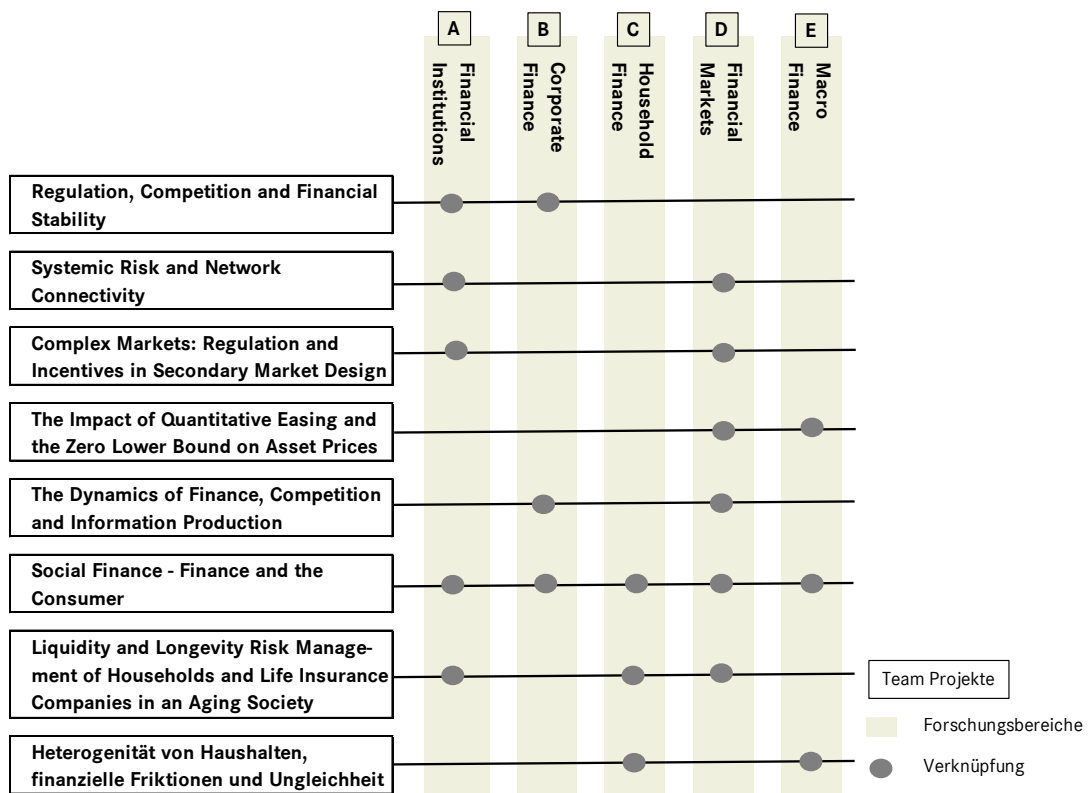 A
B
C
D
E
Financial
Institutions
Corporate
Finance
Household
Finance
Financial
Markets
Macro
Finance
Regulation, Competition and Financial
Stability
Systemic Risk and Network
Connectivity
Complex Markets: Regulation and
Incentives in Secondary Market Design
The Impact of Quantitative Easing and
the Zero Lower Bound on Asset Prices
The Dynamics of Finance, Competition
and Information Production
Social Finance - Finance and the
Consumer
Liquidity and Longevity Risk Manage-
ment of Households and Life Insurance
Companies in an Aging Society
Heterogenität von Haushalten,
finanzielle Friktionen und Ungleichheit
Team Projekte
Forschungsbereiche
Verknüpfung